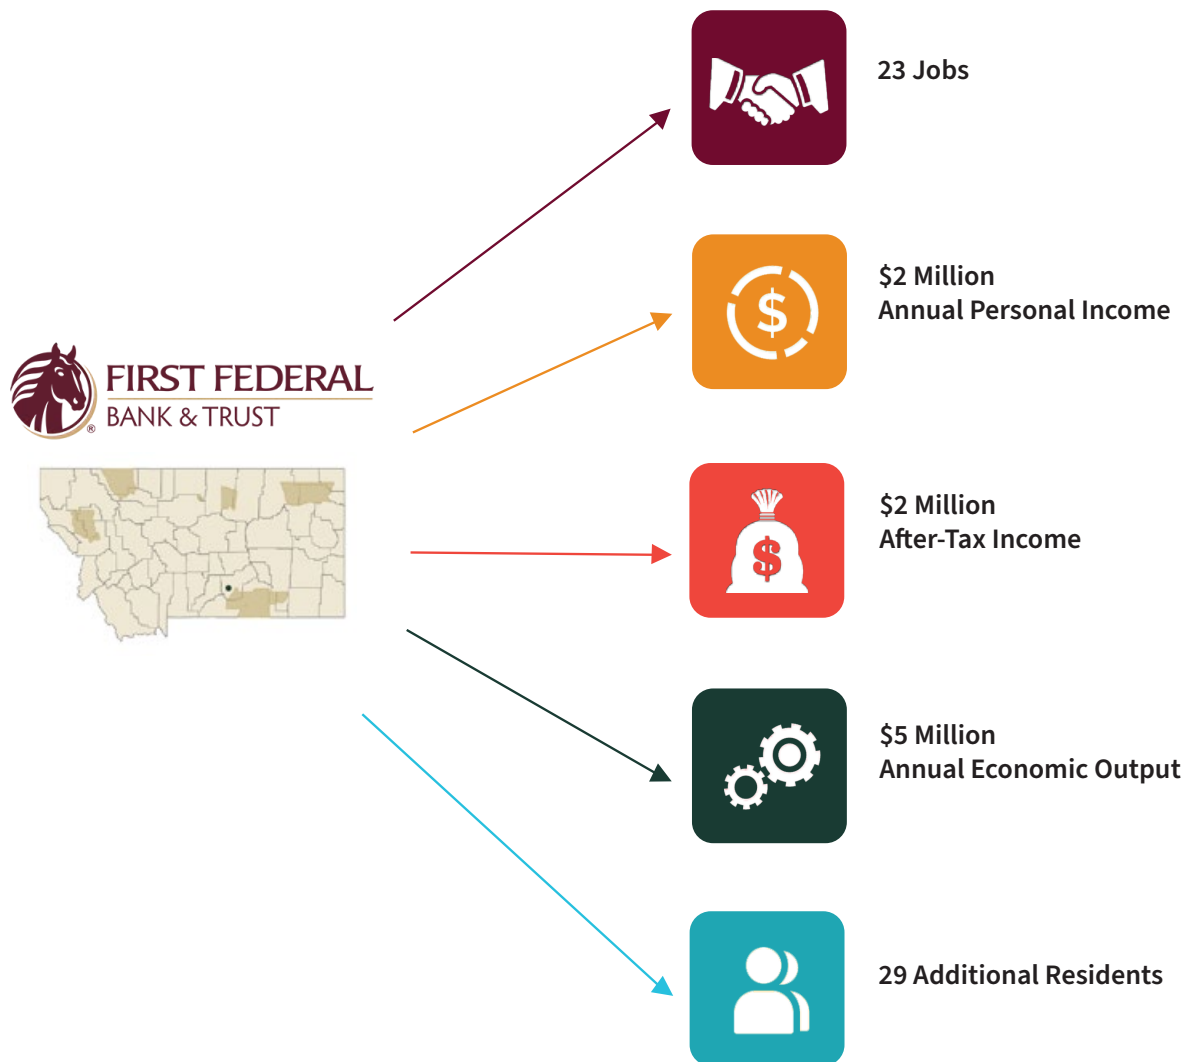 FIRST FEDERAL
BANK & TRUST
®
23 Jobs
$
$2 Million
Annual Personal Income
$
$2 Million
After-Tax Income
$5 Million
Annual Economic Output
29 Additional Residents